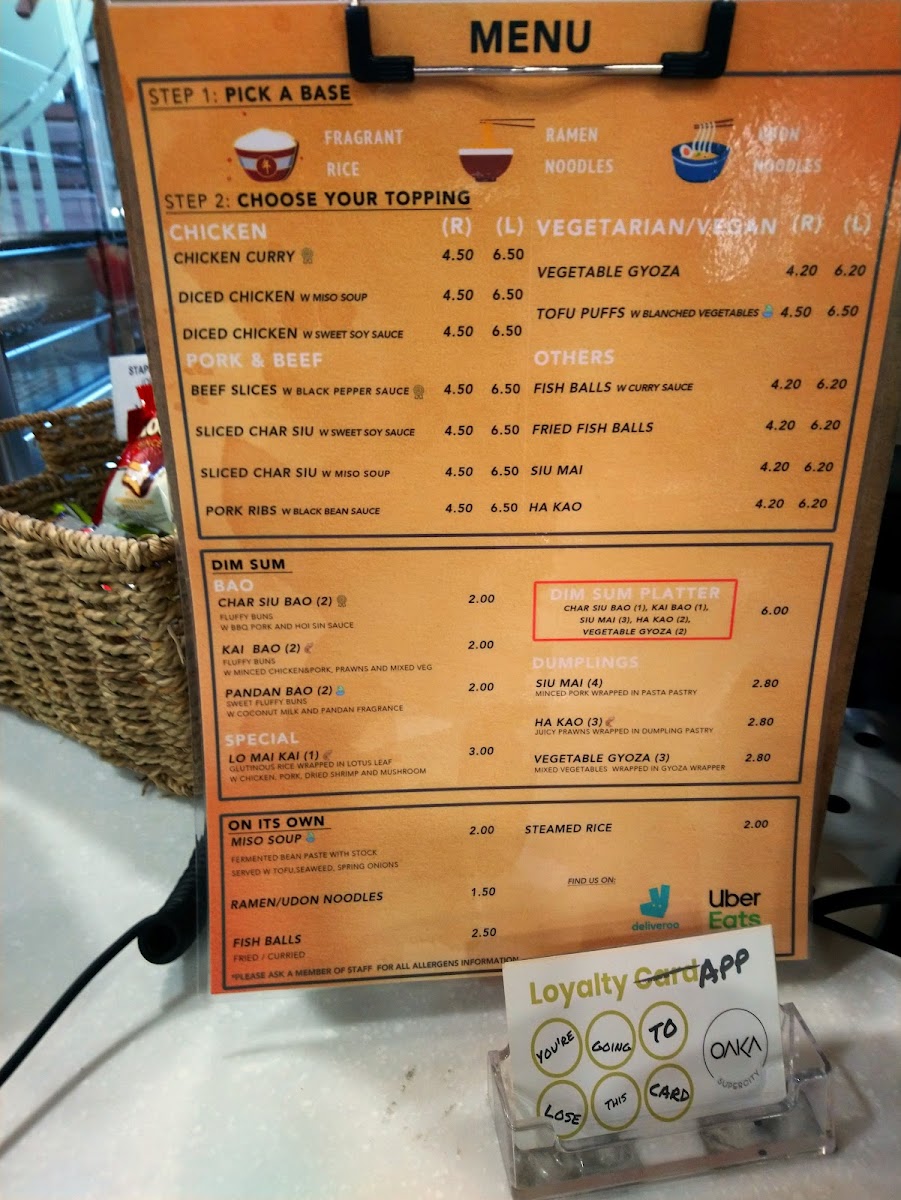 MENU
STEP 1: PICK A BASE
FRAGRANT
RICE
RAMEN
NOODLES
UDON
NOODLES
STEP 2: CHOOSE YOUR TOPPING
CHICKEN (R) (L)
CHICKEN CURRY 4.50 6.50
DICED CHICKEN W MISO SOUP 4.50 6.50
DICED CHICKEN W SWEET SOY SAUCE 4.50 6.50
PORK & BEEF
BEEF SLICES W BLACK PEPPER SAUCE 4.50 6.50
SLICED CHAR SIU W SWEET SOY SAUCE 4.50 6.50
SLICED CHAR SIU W MISO SOUP 4.50 6.50
PORK RIBS W BLACK BEAN SAUCE 4.50 6.50
VEGETARIAN/VEGAN (R) (L)
VEGETABLE GYOZA 4.20 6.20
TOFU PUFFS W BLANCHED VEGETABLES 4.50 6.50
OTHERS
FISH BALLS W CURRY SAUCE 4.20 6.20
FRIED FISH BALLS 4.20 6.20
SIU MAI 4.20 6.20
HA KAO 4.20 6.20
DIM SUM
BAO
CHAR SIU BAO (2) 2.00
FLUFFY BUNS
W BBQ PORK AND HOI SIN SAUCE
KAI BAO (2) 2.00
FLUFFY BUNS
W MINCED CHICKEN&PORK, PRAWNS AND MIXED VEG
PANDAN BAO (2) 2.00
SWEET FLUFFY BUNS
W COCONUT MILK AND PANDAN FRAGRANCE
SPECIAL
LO MAI KAI (1) 3.00
GLUTINOUS RICE WRAPPED IN LOTUS LEAF
W CHICKEN, PORK, DRIED SHRIMP AND MUSHROOM
DIM SUM PLATTER
CHAR SIU BAO (1), KAI BAO (1),
SIU MAI (3), HA KAO (2), 6.00
VEGETABLE GYOZA (2)
DUMPLINGS
SIU MAI (4) 2.80
MINCED PORK WRAPPED IN PASTA PASTRY
HA KAO (3) 2.80
JUICY PRAWNS WRAPPED IN DUMPLING PASTRY
VEGETABLE GYOZA (3) 2.80
MIXED VEGETABLES WRAPPED IN GYOZA WRAPPER
ON ITS OWN
MISO SOUP 2.00
FERMENTED BEAN PASTE WITH STOCK
SERVED W TOFU,SEAWEED, SPRING ONIONS
RAMEN/UDON NOODLES 1.50
FISH BALLS 2.50
FRIED / CURRIED
STEAMED RICE 2.00
FIND US ON:
deliveroo
Uber
Eats
*PLEASE ASK A MEMBER OF STAFF FOR ALL ALLERGENS INFORMATION
Loyalty Card APP
YOU'RE GOING TO
LOSE THIS CARD
OAKA
SUPERCITY